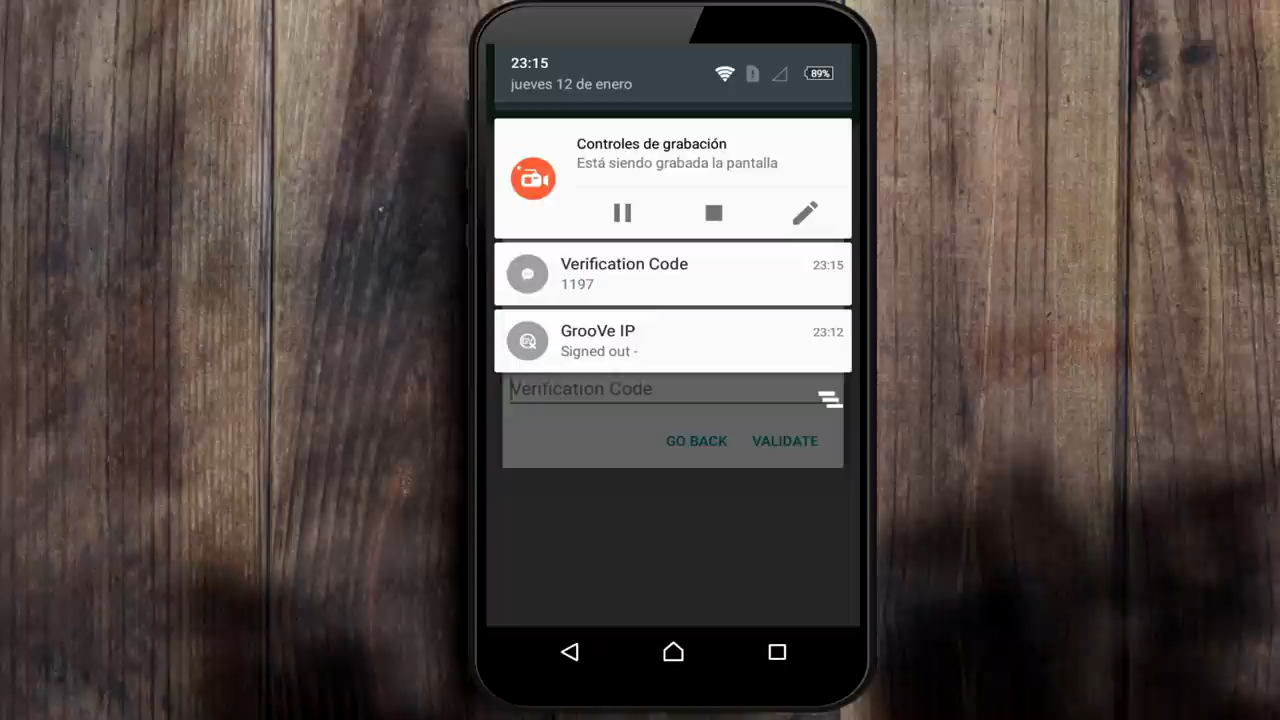 23:15
jueves 12 de enero
89%
Controles de grabación
Está siendo grabada la pantalla
Verification Code
23:15
1197
GrooVe IP
23:12
Signed out -
Verification Code
GO BACK
VALIDATE